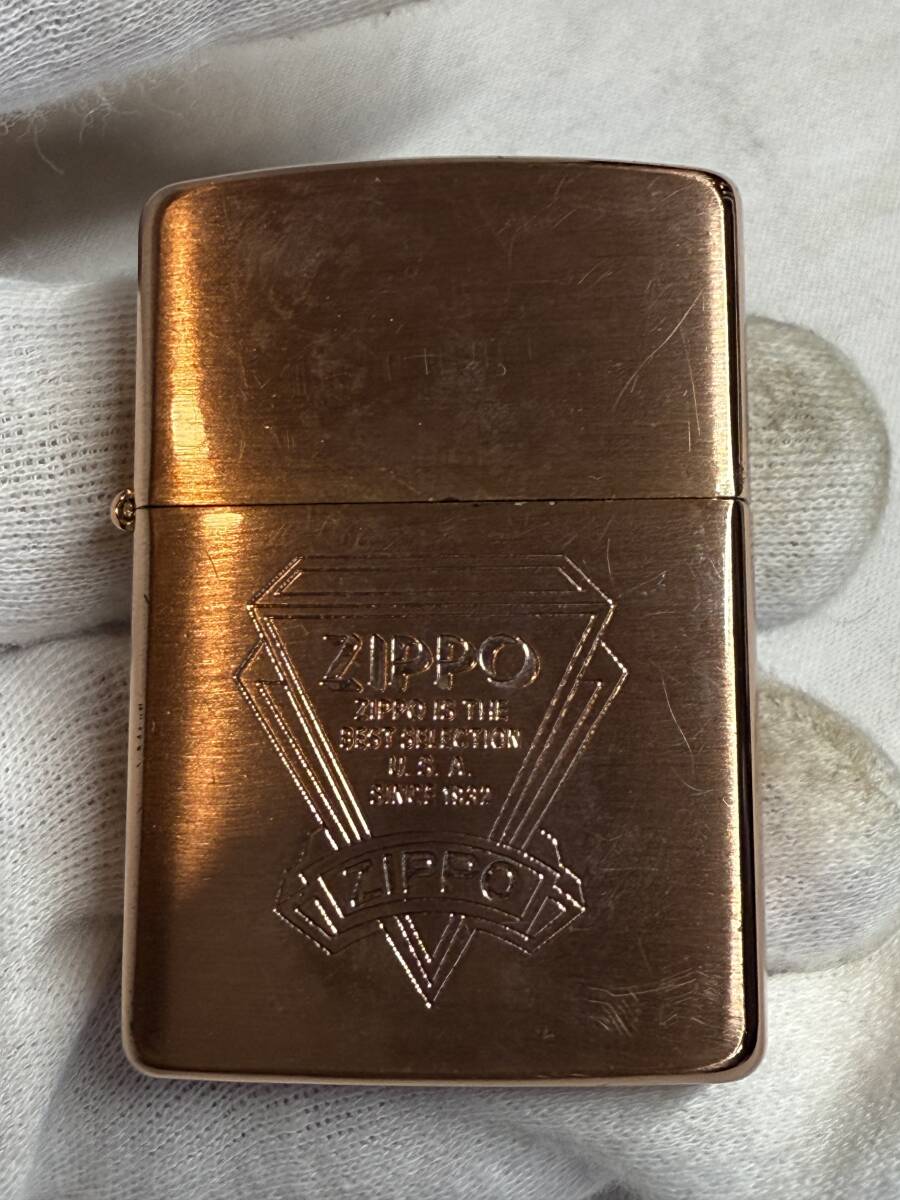 ZIPPO
ZIPPO IS THE
BEST SELECTION
U. S. A.
SINCE 1932
ZIPPO